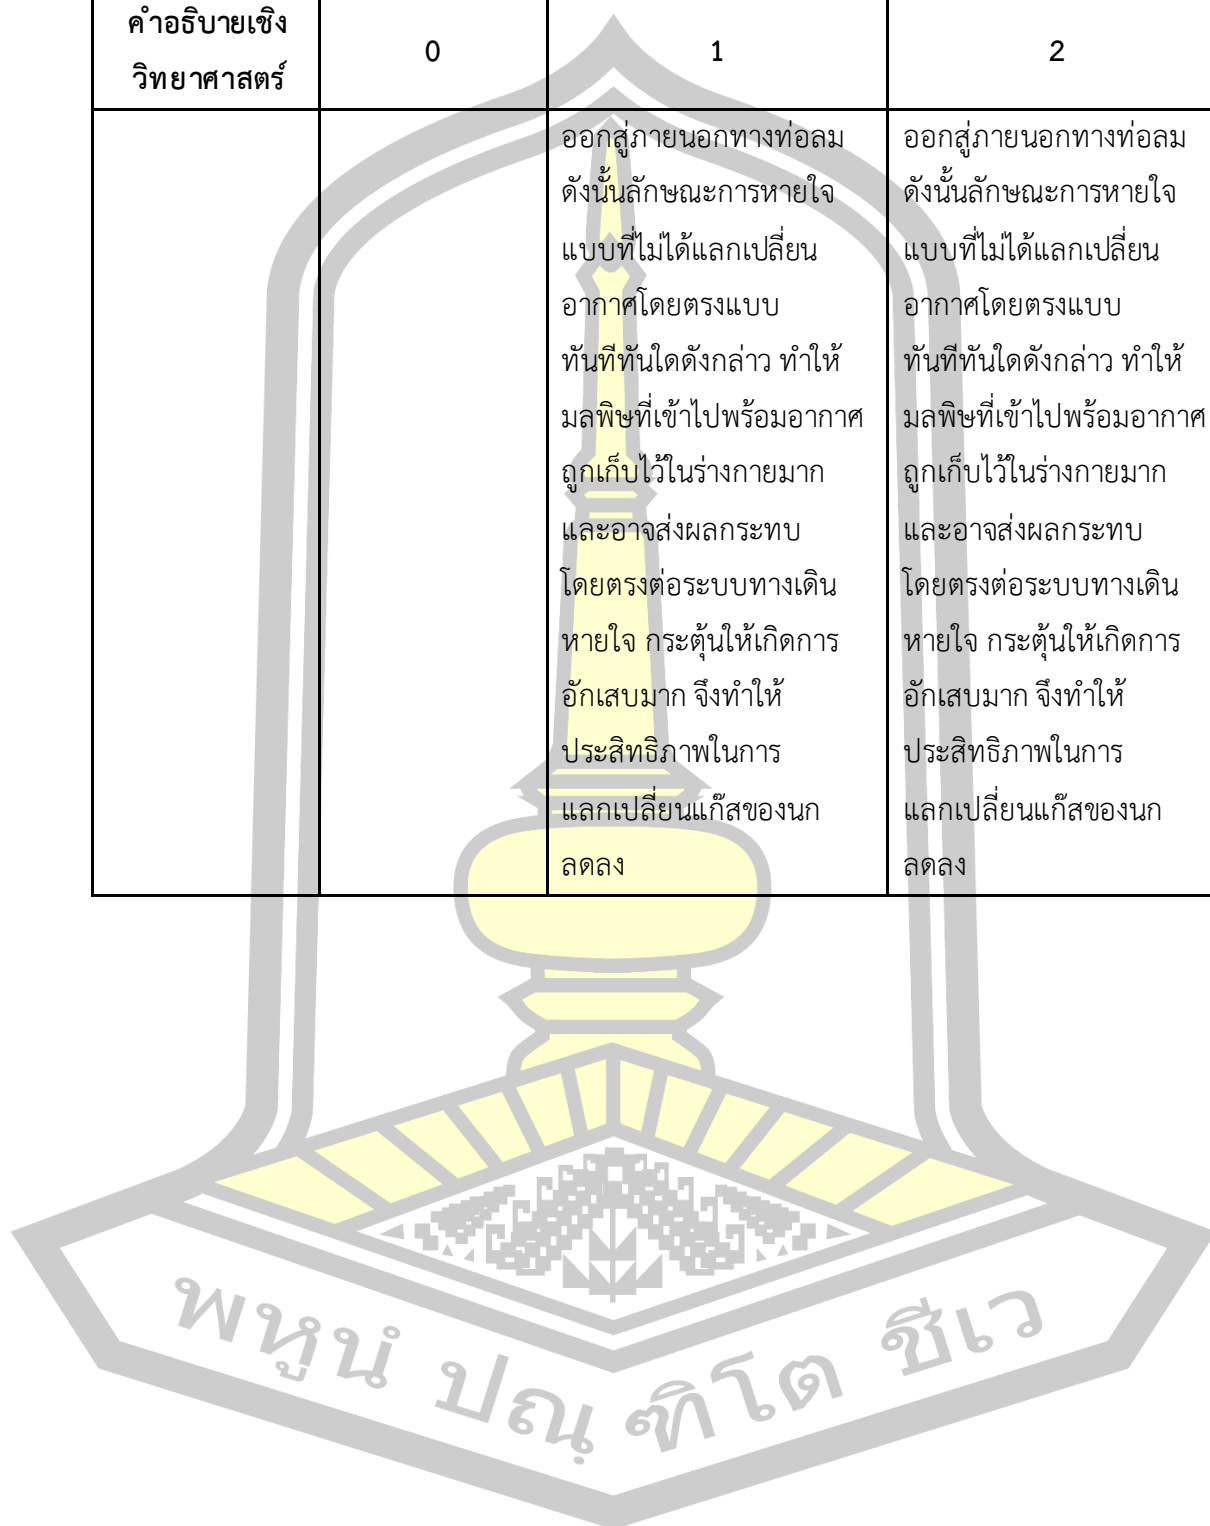 คำอธิบายเชิง
วิทยาศาสตร์
0
1
2
ออกสู่ภายนอกทางท่อลม
ดังนั้นลักษณะการหายใจ
แบบที่ไม่ได้แลกเปลี่ยน
อากาศโดยตรงแบบ
ทันทีทันใดดังกล่าว ทำให้
มลพิษที่เข้าไปพร้อมอากาศ
ถูกเก็บไว้ในร่างกายมาก
และอาจส่งผลกระทบ
โดยตรงต่อระบบทางเดิน
หายใจ กระตุ้นให้เกิดการ
อักเสบมาก จึงทำให้
ประสิทธิภาพในการ
แลกเปลี่ยนแก๊สของนก
ลดลง
ออกสู่ภายนอกทางท่อลม
ดังนั้นลักษณะการหายใจ
แบบที่ไม่ได้แลกเปลี่ยน
อากาศโดยตรงแบบ
ทันทีทันใดดังกล่าว ทำให้
มลพิษที่เข้าไปพร้อมอากาศ
ถูกเก็บไว้ในร่างกายมาก
และอาจส่งผลกระทบ
โดยตรงต่อระบบทางเดิน
หายใจ กระตุ้นให้เกิดการ
อักเสบมาก จึงทำให้
ประสิทธิภาพในการ
แลกเปลี่ยนแก๊สของนก
ลดลง
พหูนํ ปณฺฑิโต ชีเว